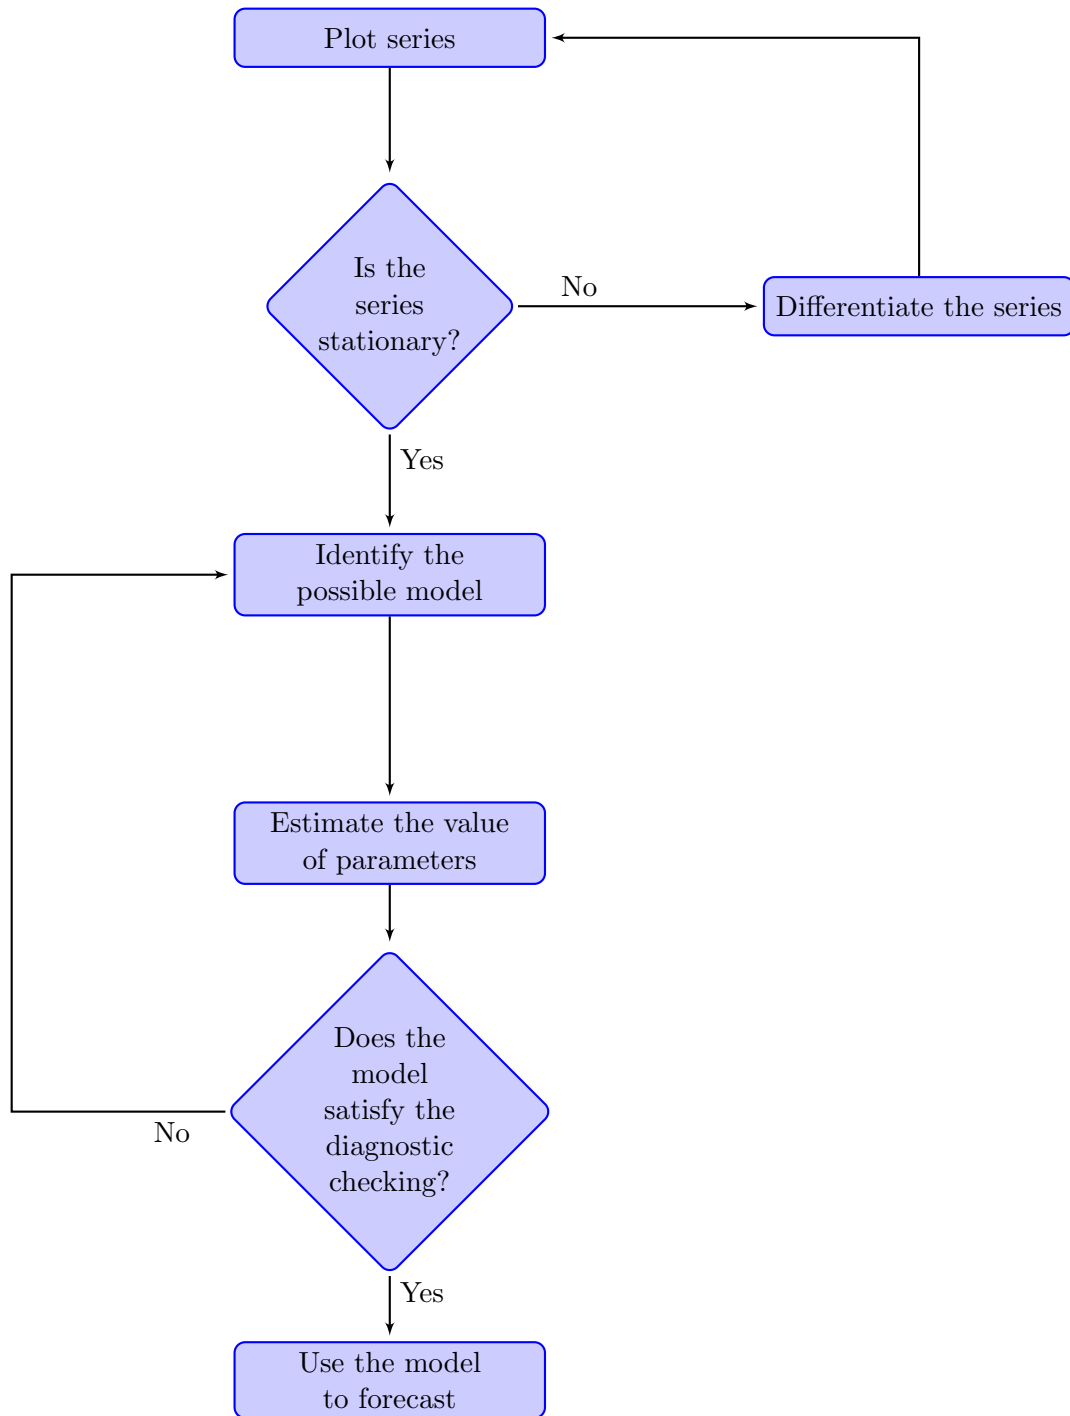 Plot series
Is the
series
stationary?
No
Differentiate the series
Yes
Identify the
possible model
Estimate the value
of parameters
Does the
model
satisfy the
diagnostic
checking?
No
Yes
Use the model
to forecast